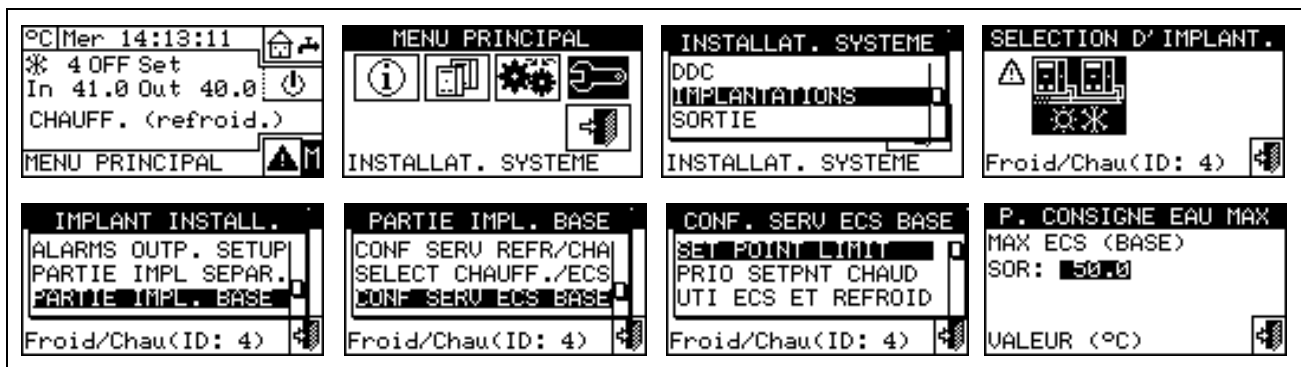 °C Mer 14:13:11
4 OFF Set
In 41.0 Out 40.0
CHAUFF. (refroid.)
MENU PRINCIPAL M
MENU PRINCIPAL
INSTALLAT. SYSTEME
INSTALLAT. SYSTEME
DDC
IMPLANTATIONS
SORTIE
INSTALLAT. SYSTEME
SELECTION D'IMPLANT.
Froid/Chau(ID: 4)
IMPLANT INSTALL.
ALARMS OUTP. SETUP
PARTIE IMPL SEPAR.
PARTIE IMPL. BASE
Froid/Chau(ID: 4)
PARTIE IMPL. BASE
CONF SERV REFR/CHA
SELECT CHAUFF./ECS
CONF SERV ECS BASE
Froid/Chau(ID: 4)
CONF. SERV ECS BASE
SET POINT LIMIT
PRIO SETPNT CHAUD
UTI ECS ET REFROID
Froid/Chau(ID: 4)
P. CONSIGNE EAU MAX
MAX ECS (BASE)
SOR: 50.0
VALEUR (°C)